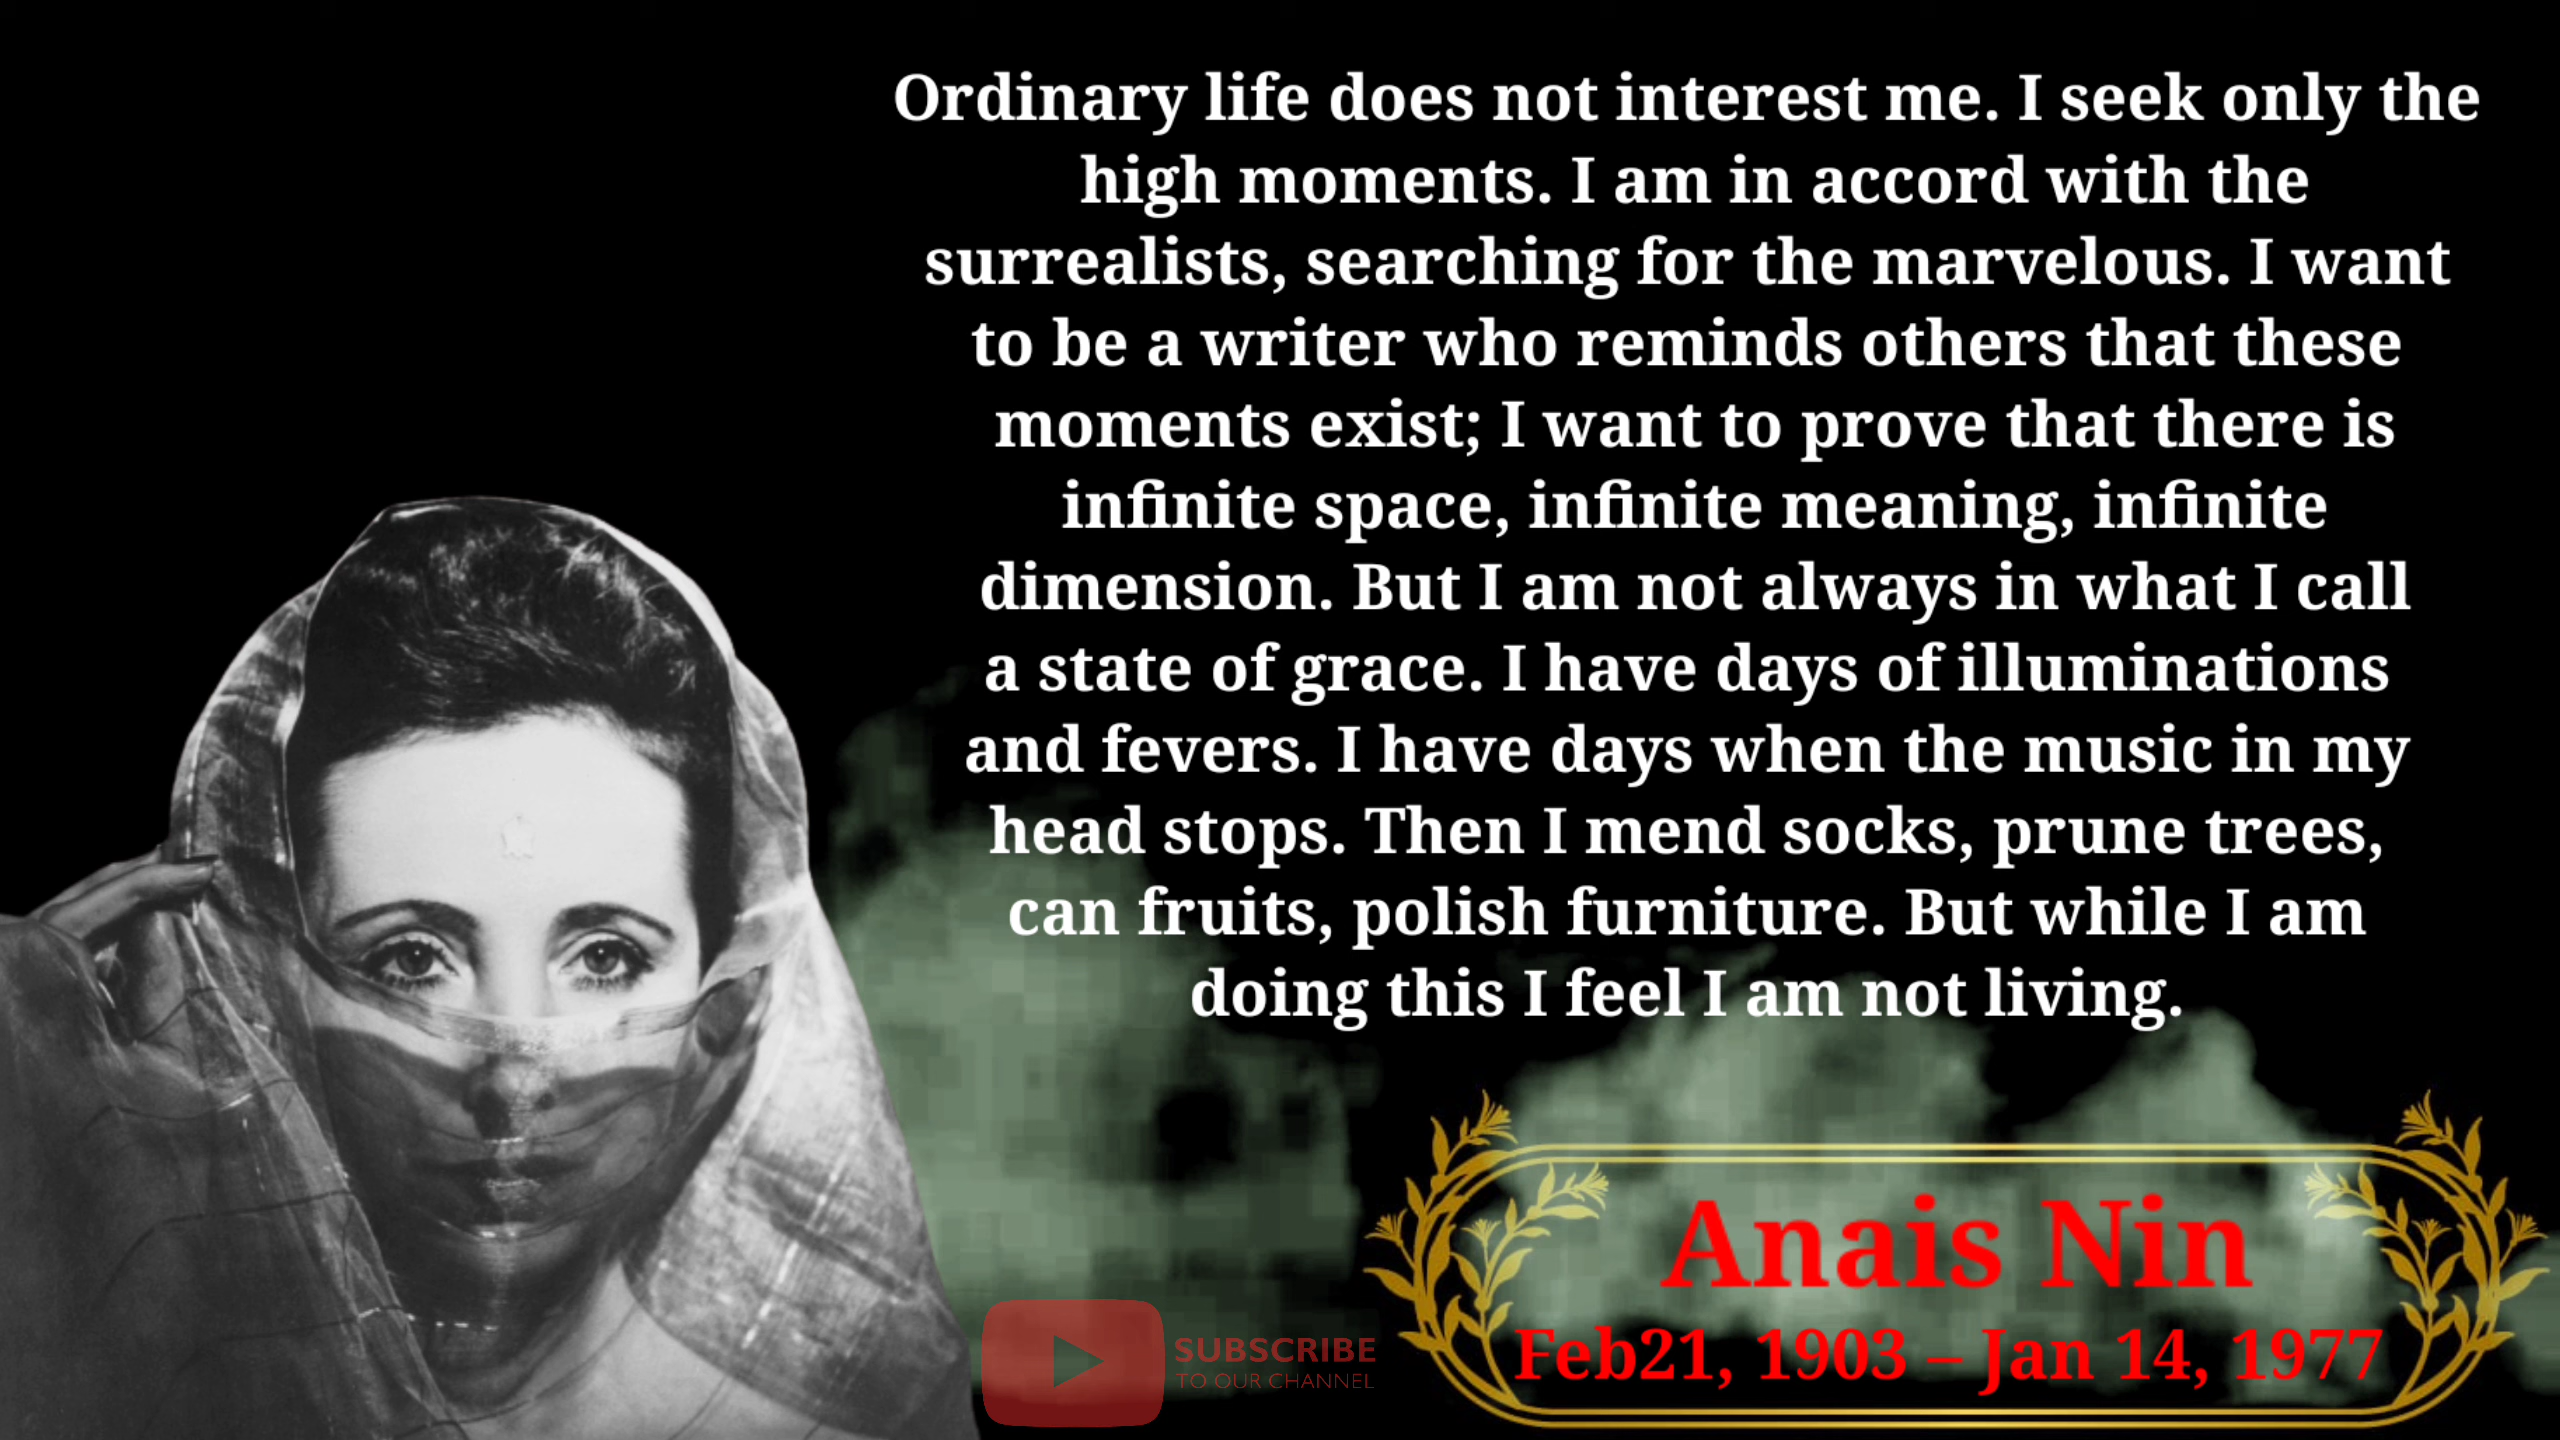 Ordinary life does not interest me. I seek only the
high moments. I am in accord with the
surrealists, searching for the marvelous. I want
to be a writer who reminds others that these
moments exist; I want to prove that there is
infinite space, infinite meaning, infinite
dimension. But I am not always in what I call
a state of grace. I have days of illuminations
and fevers. I have days when the music in my
head stops. Then I mend socks, prune trees,
can fruits, polish furniture. But while I am
doing this I feel I am not living.
Anais Nin
Feb21, 1903 – Jan 14, 1977
SUBSCRIBE
TO OUR CHANNEL